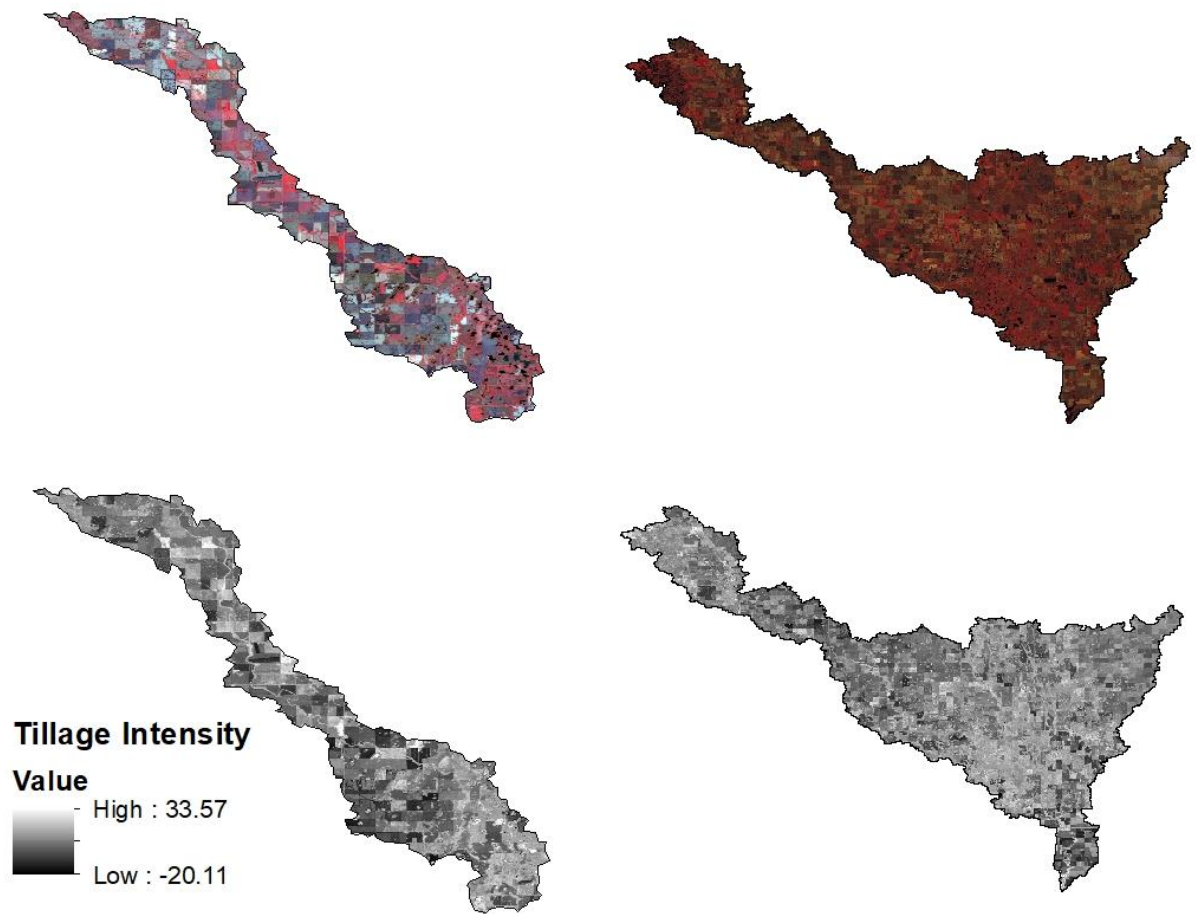 Tillage Intensity
Value
High : 33.57
Low : -20.11